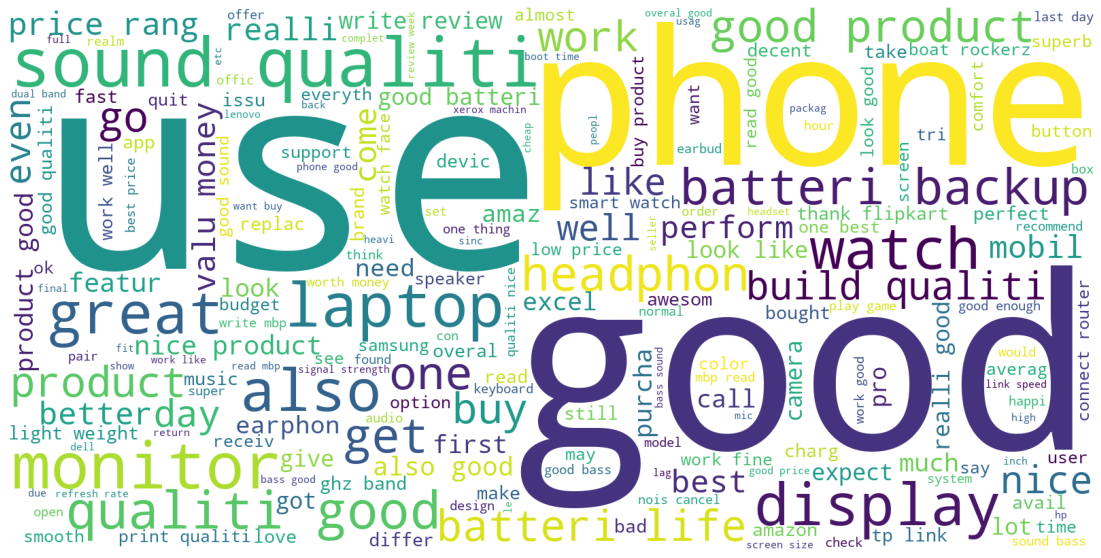 price rang
offer
realli
write review
almost
overal good
usag
good product
last day
full
realm
work
boot time
decent
take
boat rockerz
superb
sound qualiti
complet
review week
etc
offic
phone
use
dual band
fast
quit
issu
everyth
back
good batteri
xerox machin
cheap
peopl
want
buy product
packag
hour
read good
look good
comfort
button
even
good qualiti
go
app
work well
best price
valu money
lenovo
good sound
support
phone good
come
watch face
devic
earbud
tri
screen
box
like
batteri backup
want buy
replac
brand
set
amaz
smart watch
order
headset
thank flipkart
perfect
recommend
product good
ok
final
featur
heavi
think
one thing
sinc
well
perform
one best
low price
seller
look like
watch
mobil
look
need
speaker
great
budget
worth money
laptop
qualiti nice
headphon
build qualiti
write mbp
con
excel
awesom
normal
bought
play game
good enough
connect router
nice product
samsung
good
pair
fit
show
work like
see
found
overal
read mbp
signal strength
purcha
bass sound
color
mbp read
would
averag
link speed
product
music
super
also
one
read
keyboard
call
mic
camera
work good
pro
realli good
happi
high
better
day
option
buy
still
audio
light weight
earphon
receiv
get
first
model
may
good bass
charg
dell
return
monitor
bass good
give
also good
lag
work fine
good price
expect
much
say
user
system
inch
due
refresh rate
ghz band
make
nois cancel
best
nice
open
qualiti good
got
design
le
display
avail
hp
batteri life
bad
amazon
tp link
lot
time
smooth
print qualiti
love
differ
screen size
check
sound bass